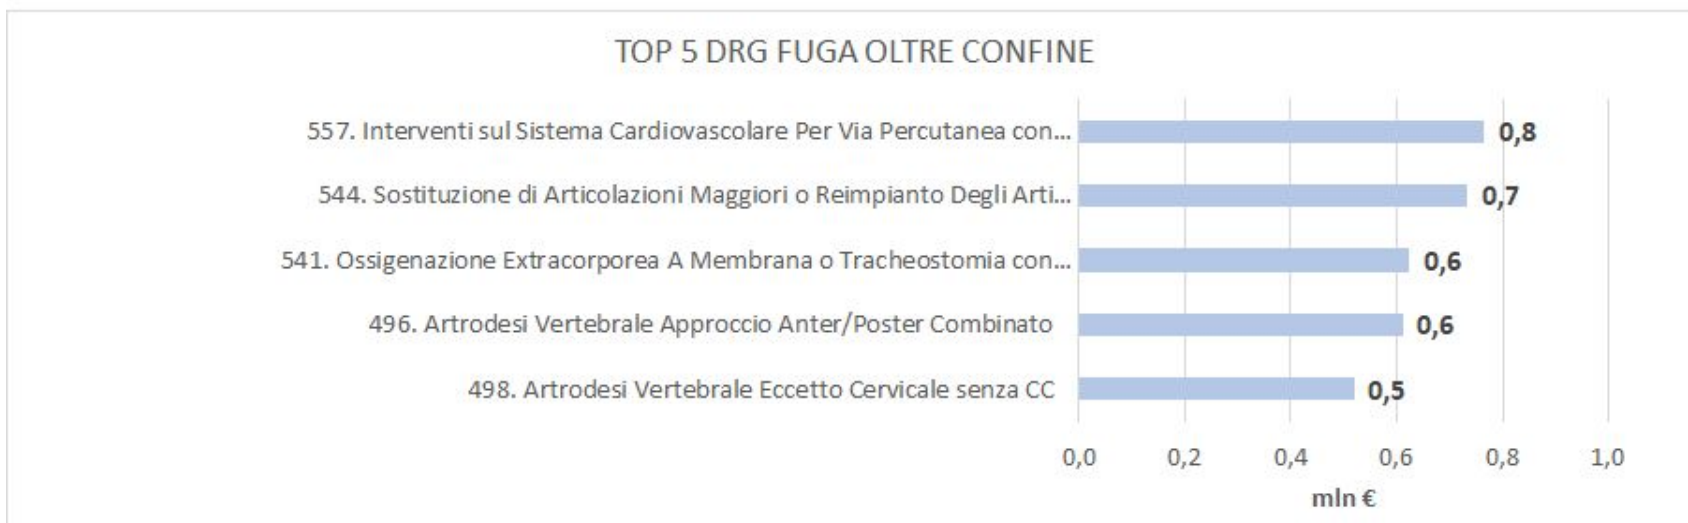 TOP 5 DRG FUGA OLTRE CONFINE
557. Interventi sul Sistema Cardiovascolare Per Via Percutanea con... 0,8
544. Sostituzione di Articolazioni Maggiori o Reimpianto Degli Arti... 0,7
541. Ossigenazione Extracorporea A Membrana o Tracheostomia con... 0,6
496. Artrodesi Vertebrale Approccio Anter/Poster Combinato 0,6
498. Artrodesi Vertebrale Eccetto Cervicale senza CC 0,5
0,0 0,2 0,4 0,6 0,8 1,0
mln €